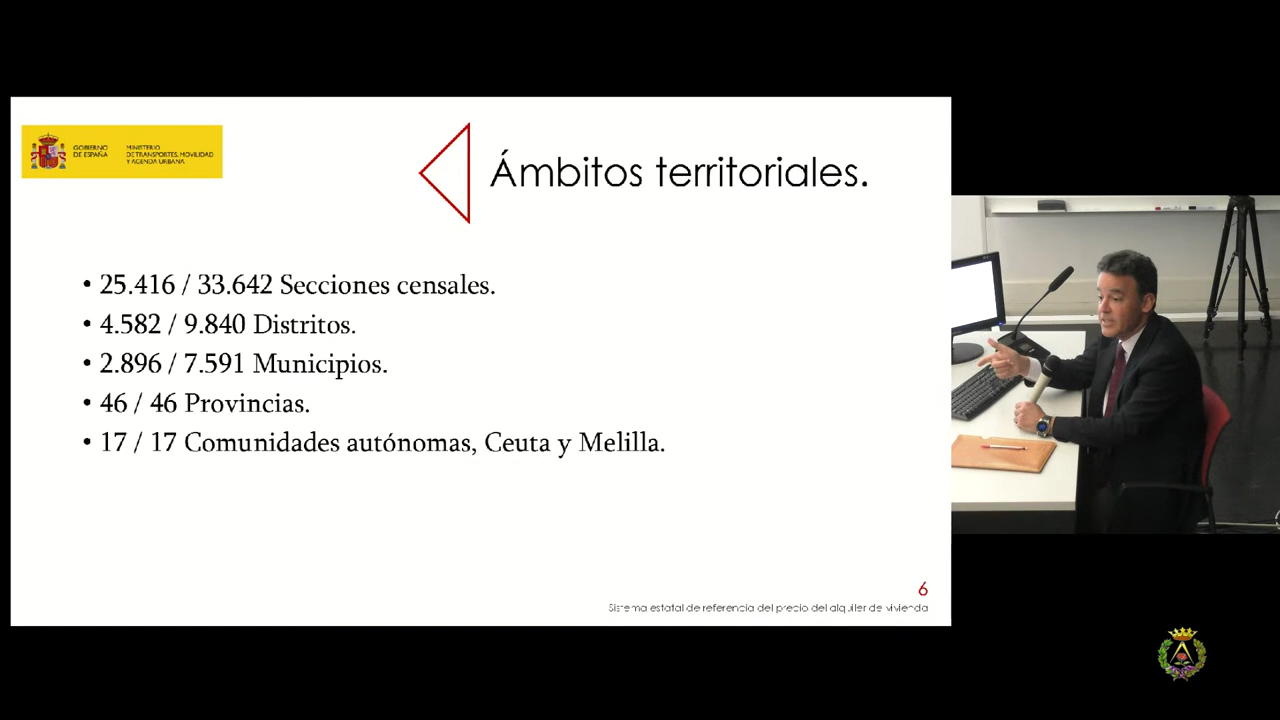 GOBIERNO
DE ESPAÑA
MINISTERIO
DE TRANSPORTES, MOVILIDAD
Y AGENDA URBANA
Ámbitos territoriales.
• 25.416 / 33.642 Secciones censales.
• 4.582 / 9.840 Distritos.
• 2.896 / 7.591 Municipios.
• 46 / 46 Provincias.
• 17 / 17 Comunidades autónomas, Ceuta y Melilla.
6
Sistema estatal de referencia del precio del alquiler de vivienda